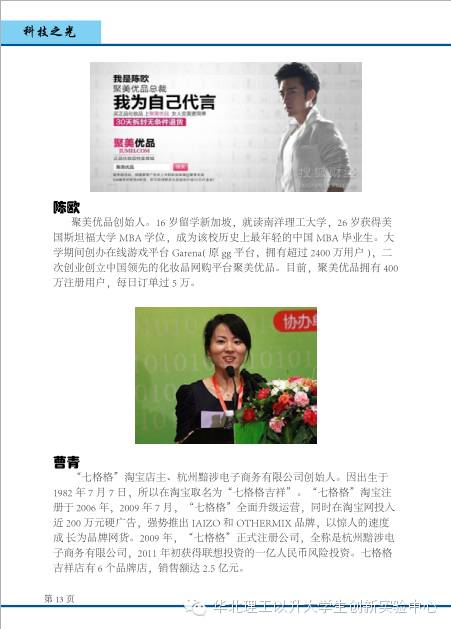 科技之光
我是陈欧
聚美优品总裁
我为自己代言
30天拆封无条件退货
聚美优品
JUMEI.COM
聚美优品
搜狐财经
陈欧
聚美优品创始人。16 岁留学新加坡，就读南洋理工大学，26 岁获得美
国斯坦福大学 MBA 学位，成为该校历史上最年轻的中国 MBA 毕业生。大
学期间创办在线游戏平台 Garena( 原 gg 平台，拥有超过 2400 万用户 )，二
次创业创立中国领先的化妆品网购平台聚美优品。目前，聚美优品拥有 400
万注册用户，每日订单过 5 万。
协办单
曹青
“七格格”淘宝店主、杭州黯涉电子商务有限公司创始人。因出生于
1982 年 7 月 7 日，所以在淘宝取名为“七格格吉祥”。“七格格”淘宝注
册于 2006 年，2009 年 7 月，“七格格”全面升级运营，同时在淘宝网投入
近 200 万元硬广告，强势推出 IAIZO 和 OTHERMIX 品牌，以惊人的速度
成 长为品牌网货。2009 年，“七格格”正式注册公司，全称是杭州黯涉电
子商务有限公司，2011 年初获得联想投资的一亿人民币风险投资。七格格
吉祥店有 6 个品牌店，销售额达 2.5 亿元。
第 13 页
华北理工以升大学生创新实验中心